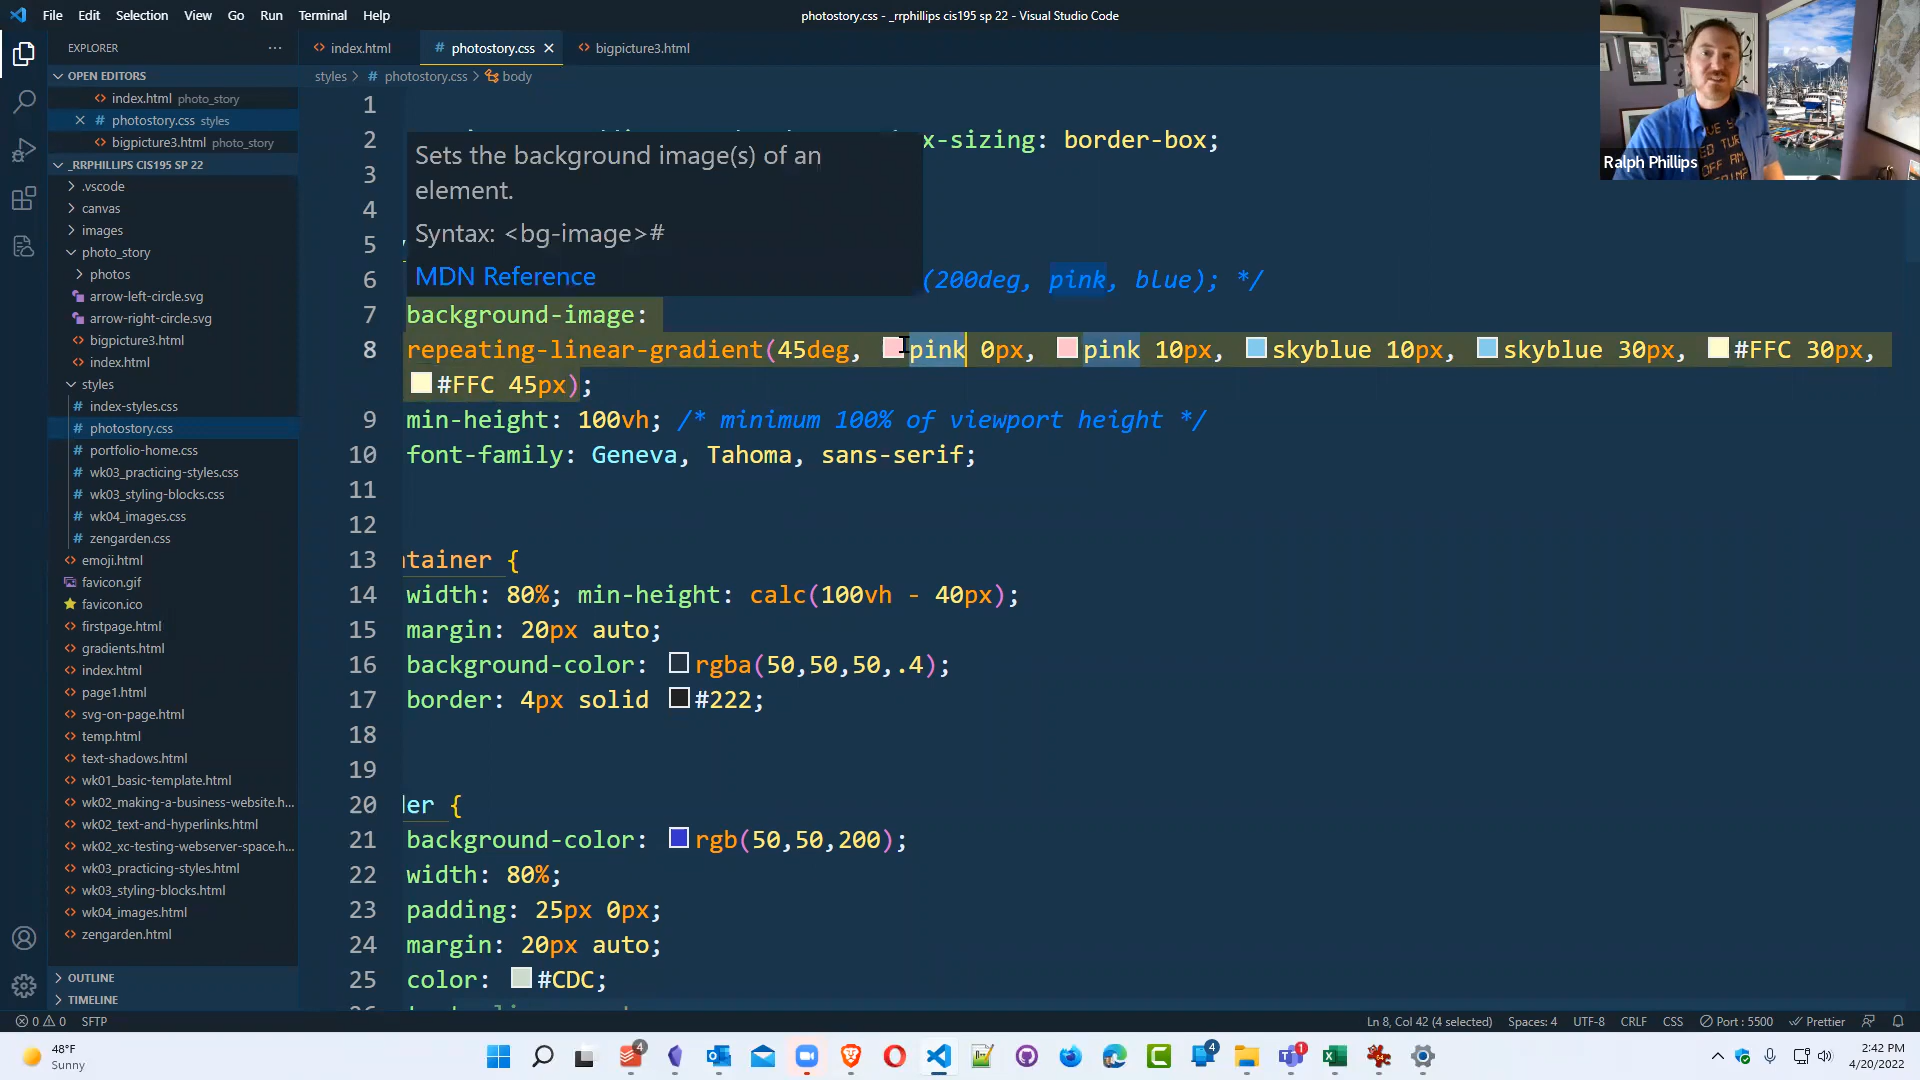 File Edit Selection View Go Run Terminal Help
photostory.css - _rrphillips cis195 sp 22 - Visual Studio Code
EXPLORER
OPEN EDITORS
index.html photo_story
photostory.css styles
bigpicture3.html photo_story
_RRPHILLIPS CIS195 SP 22
.vscode
canvas
images
photo_story
photos
arrow-left-circle.svg
arrow-right-circle.svg
bigpicture3.html
index.html
styles
index-styles.css
photostory.css
portfolio-home.css
wk03_practicing-styles.css
wk03_styling-blocks.css
wk04_images.css
zengarden.css
emoji.html
favicon.gif
favicon.ico
firstpage.html
gradients.html
index.html
page1.html
svg-on-page.html
temp.html
text-shadows.html
wk01_basic-template.html
wk02_making-a-business-website.h...
wk02_text-and-hyperlinks.html
wk02_xc-testing-webserver-space.h...
wk03_practicing-styles.html
wk03_styling-blocks.html
wk04_images.html
zengarden.html
OUTLINE
TIMELINE
index.html photostory.css bigpicture3.html
styles > photostory.css > body
1
2 x-sizing: border-box;
3
4
5
6 (200deg, pink, blue); */
Sets the background image(s) of an
element.
Syntax: <bg-image>#
MDN Reference
7 background-image:
8 repeating-linear-gradient(45deg, pink 0px, pink 10px, skyblue 10px, skyblue 30px, #FFC 30px,
#FFC 45px);
9 min-height: 100vh; /* minimum 100% of viewport height */
10 font-family: Geneva, Tahoma, sans-serif;
11
12
13 ntainer {
14 width: 80%; min-height: calc(100vh - 40px);
15 margin: 20px auto;
16 background-color: rgba(50,50,50,.4);
17 border: 4px solid #222;
18
19
20 der {
21 background-color: rgb(50,50,200);
22 width: 80%;
23 padding: 25px 0px;
24 margin: 20px auto;
25 color: #CDC;
Ralph Phillips
0 0 SFTP
Ln 8, Col 42 (4 selected) Spaces: 4 UTF-8 CRLF CSS Port : 5500 Prettier
48°F
Sunny
4
4
1
2:42 PM
4/20/2022